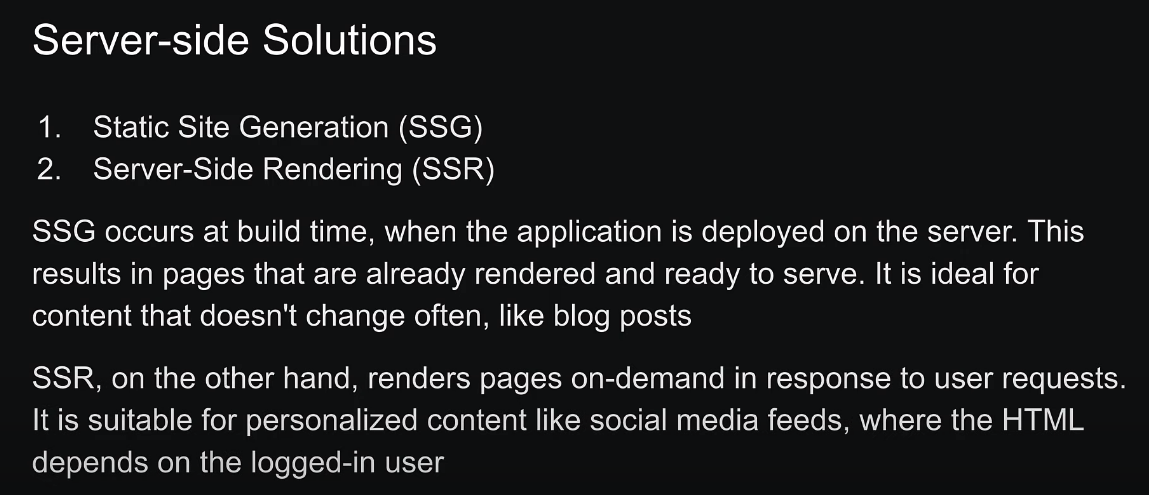 Server-side Solutions
1. Static Site Generation (SSG)
2. Server-Side Rendering (SSR)
SSG occurs at build time, when the application is deployed on the server. This
results in pages that are already rendered and ready to serve. It is ideal for
content that doesn't change often, like blog posts
SSR, on the other hand, renders pages on-demand in response to user requests.
It is suitable for personalized content like social media feeds, where the HTML
depends on the logged-in user